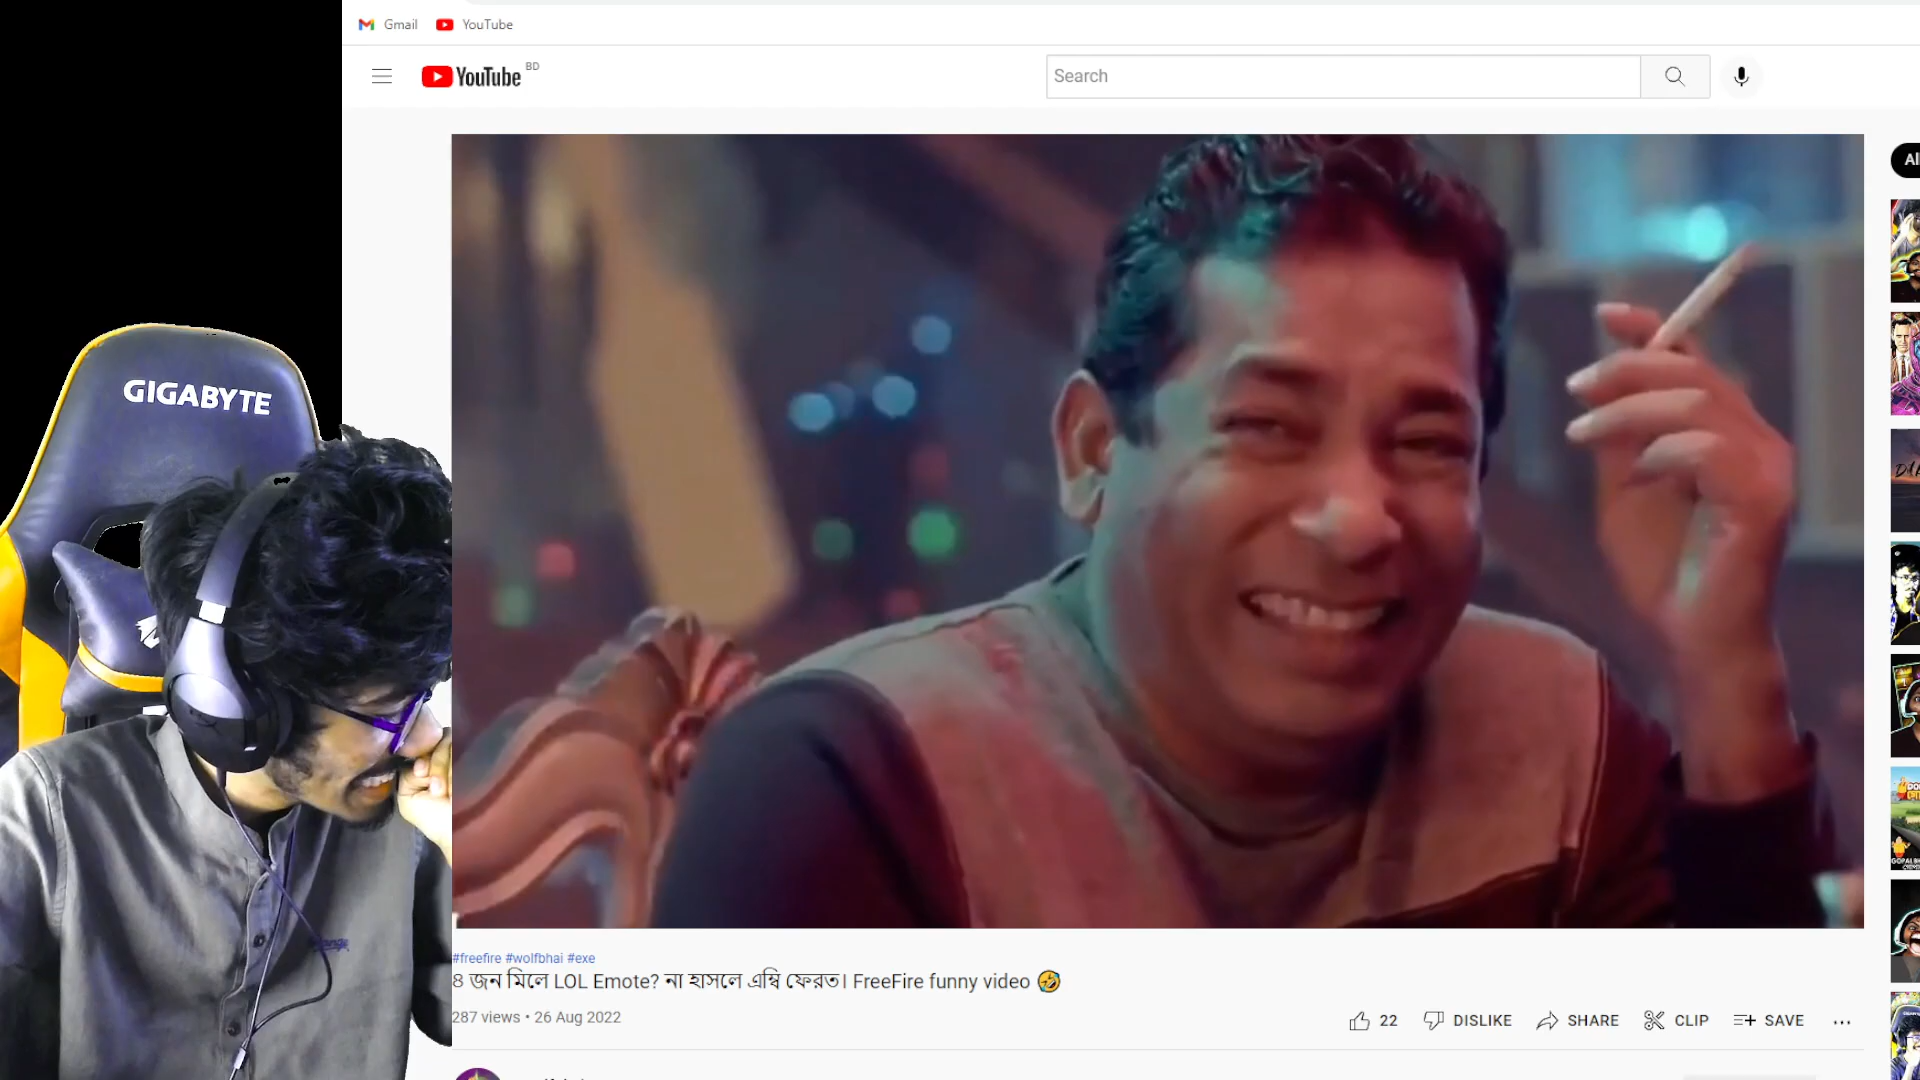 Gmail YouTube
YouTube BD
Search
All
GIGABYTE
#freefire #wolfbhai #exe
৪ জন মিলে LOL Emote? না হাসলে এম্বি ফেরত। FreeFire funny video
287 views • 26 Aug 2022
22 DISLIKE SHARE CLIP SAVE